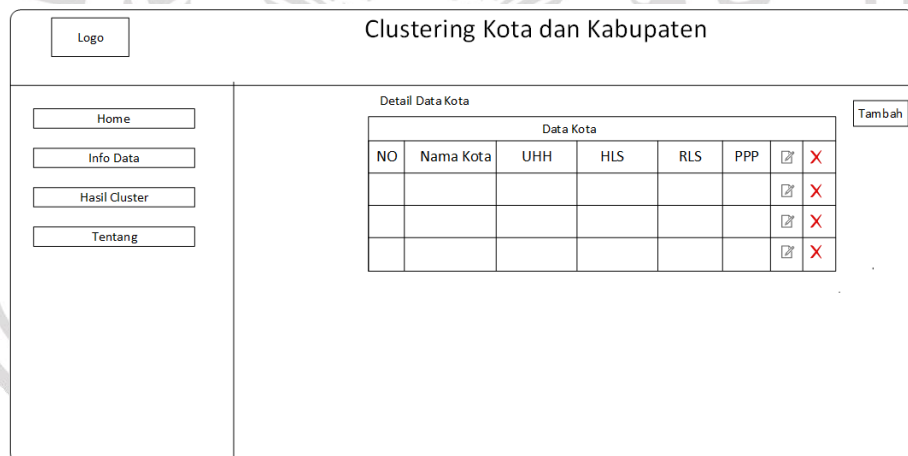 Logo
Clustering Kota dan Kabupaten
Home
Info Data
Hasil Cluster
Tentang
Detail Data Kota
Tambah
Data Kota
NO Nama Kota UHH HLS RLS PPP